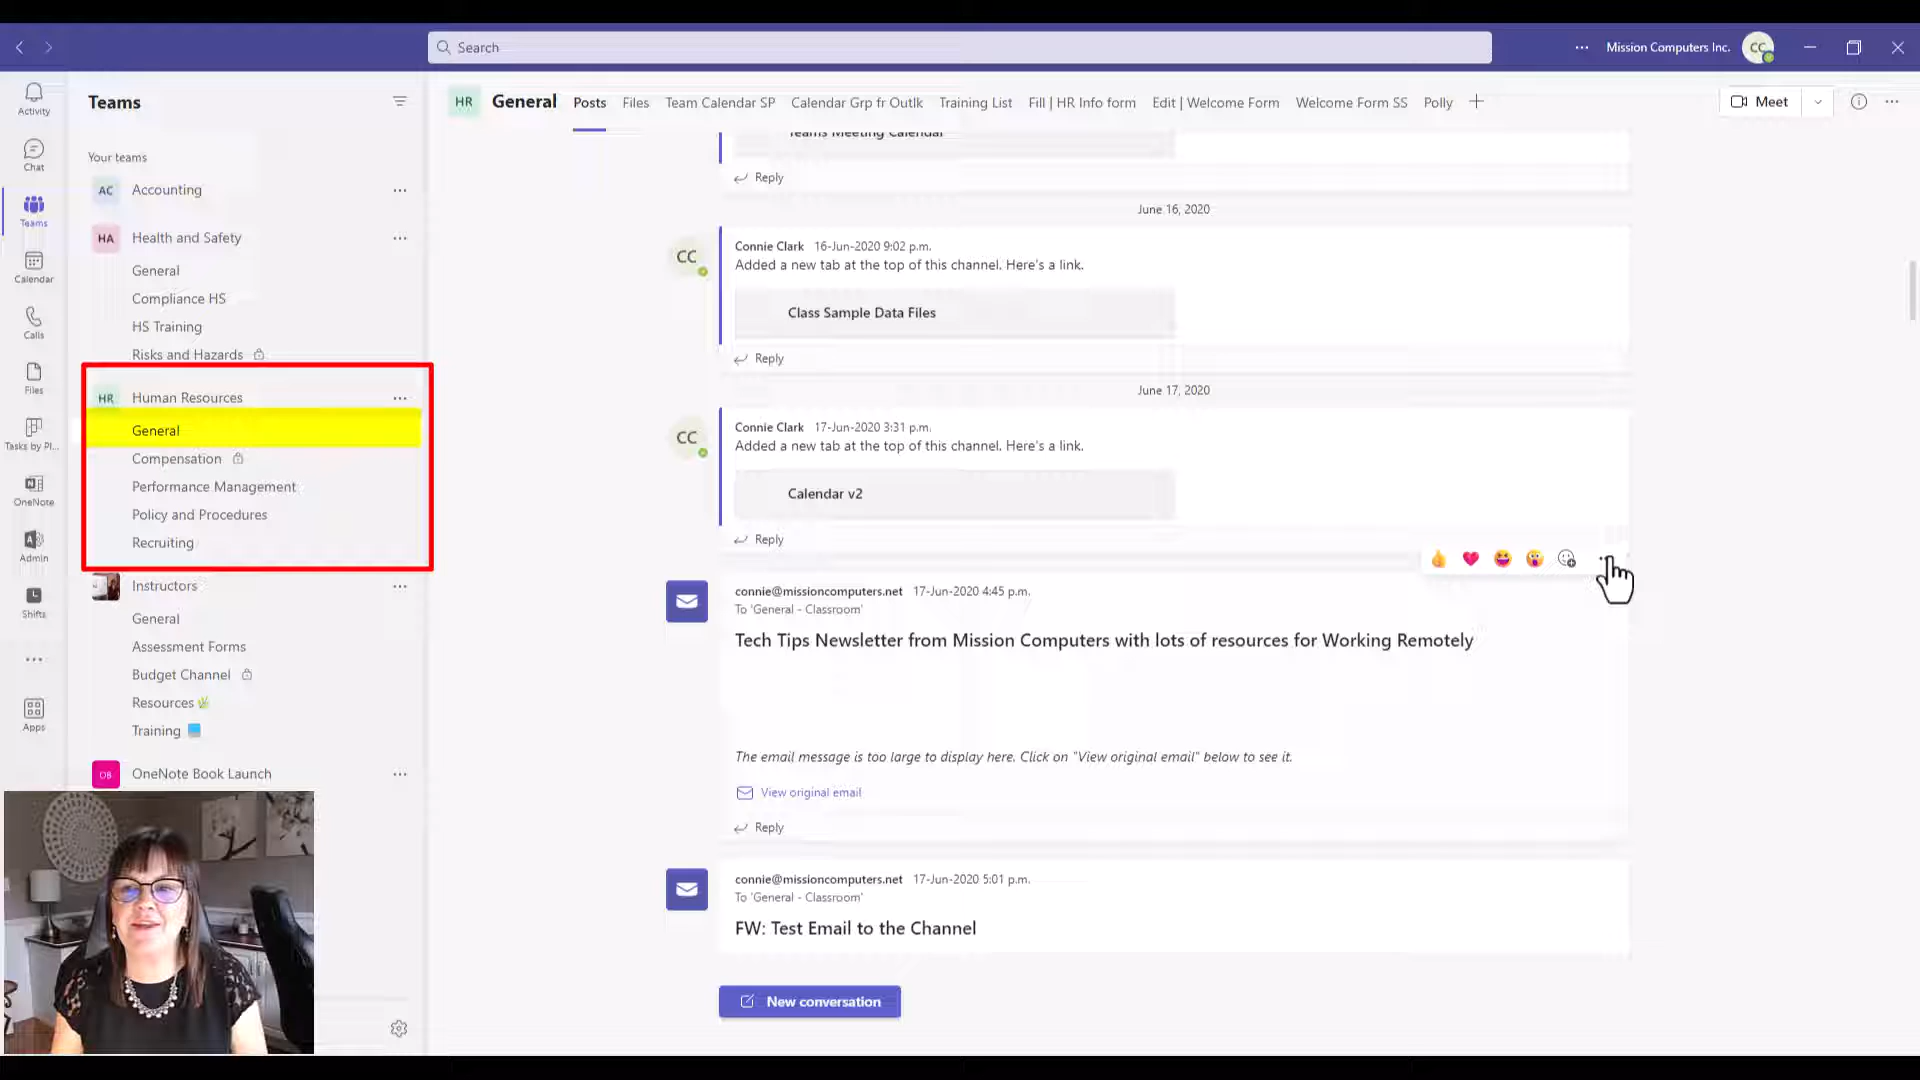 Search
Mission Computers Inc.
CC
Activity
Chat
Teams
Calendar
Calls
Files
Tasks by Pl...
OneNote
Admin
Shifts
Apps
Teams
Your teams
AC Accounting
HA Health and Safety
General
Compliance HS
HS Training
Risks and Hazards
HR Human Resources
General
Compensation
Performance Management
Policy and Procedures
Recruiting
Instructors
General
Assessment Forms
Budget Channel
Resources
Training
OB OneNote Book Launch
HR General Posts Files Team Calendar SP Calendar Grp fr Outlk Training List Fill | HR Info form Edit | Welcome Form Welcome Form SS Polly
Meet
Teams Meeting Calendar
Reply
June 16, 2020
CC
Connie Clark 16-Jun-2020 9:02 p.m.
Added a new tab at the top of this channel. Here's a link.
Class Sample Data Files
Reply
June 17, 2020
CC
Connie Clark 17-Jun-2020 3:31 p.m.
Added a new tab at the top of this channel. Here's a link.
Calendar v2
Reply
connie@missioncomputers.net 17-Jun-2020 4:45 p.m.
To 'General - Classroom'
Tech Tips Newsletter from Mission Computers with lots of resources for Working Remotely
The email message is too large to display here. Click on "View original email" below to see it.
View original email
Reply
connie@missioncomputers.net 17-Jun-2020 5:01 p.m.
To 'General - Classroom'
FW: Test Email to the Channel
New conversation